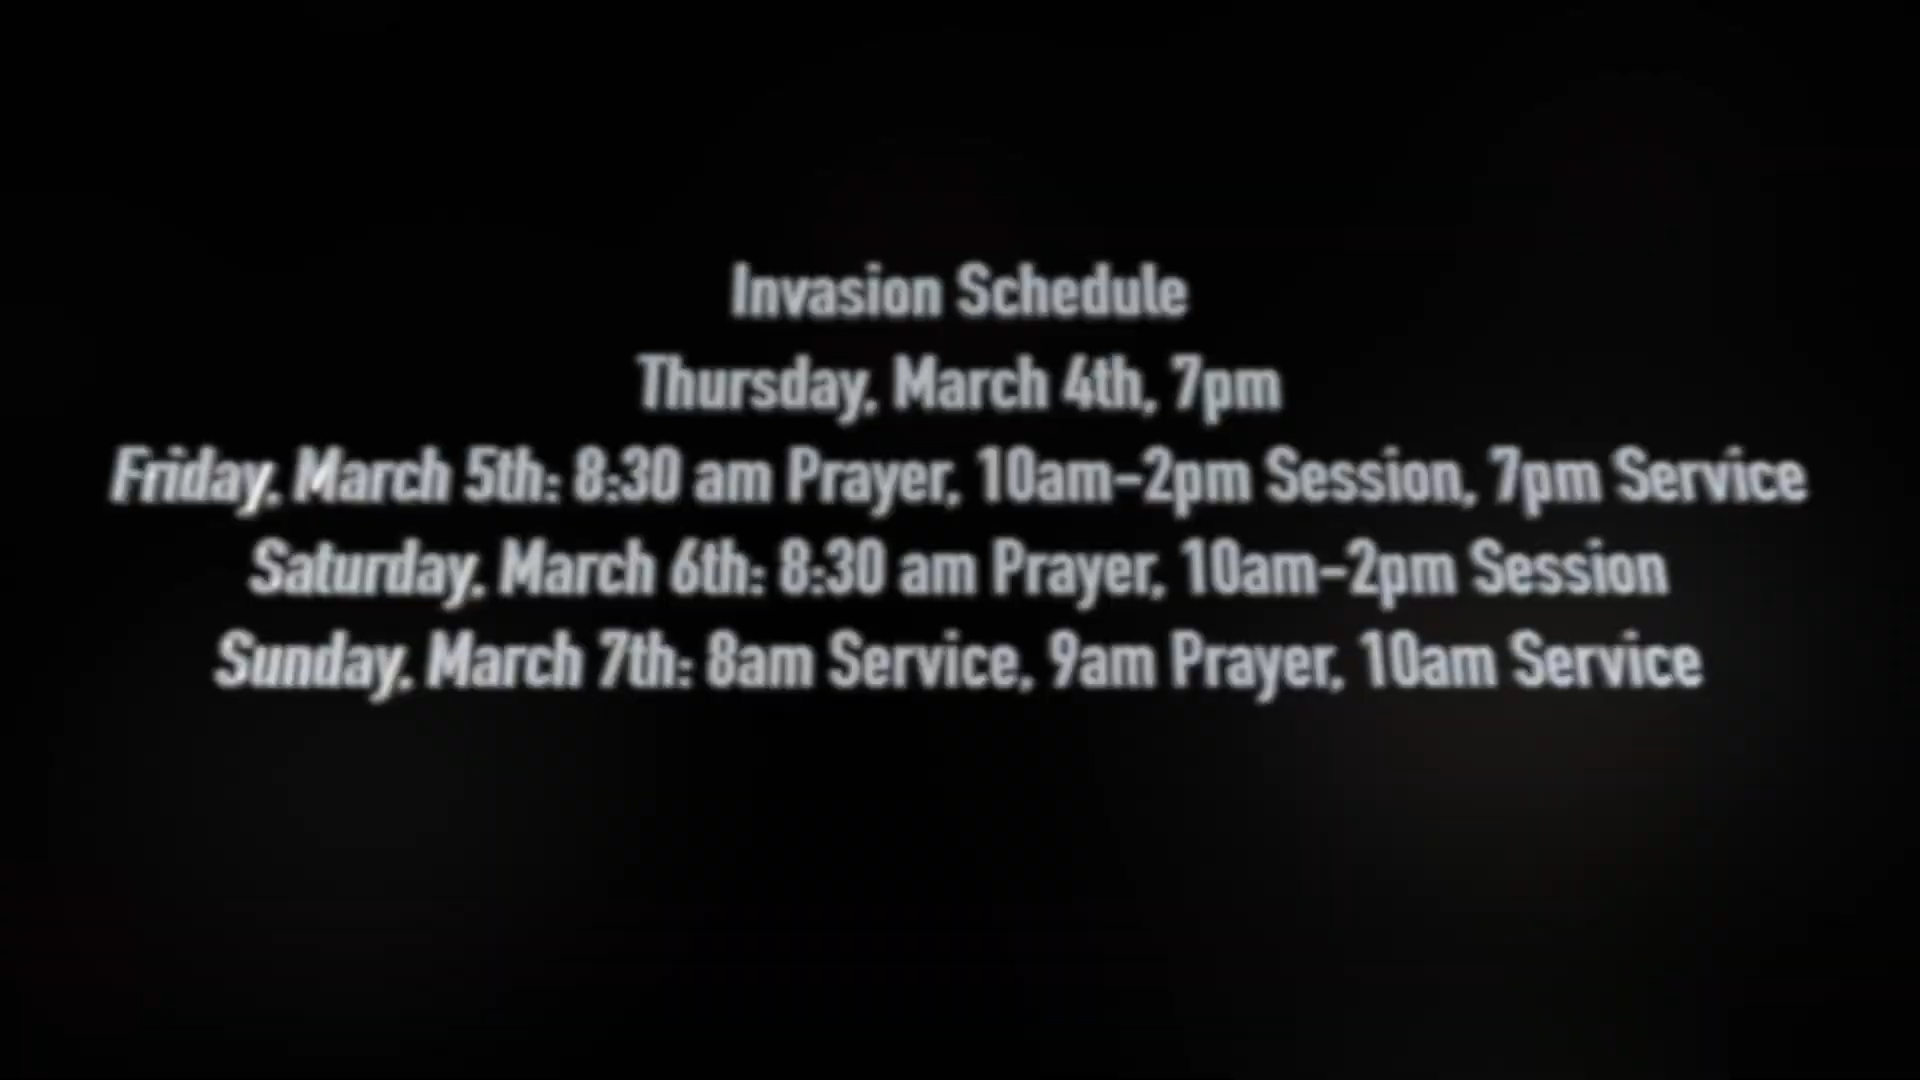 Invasion Schedule
Thursday, March 4th, 7pm
Friday, March 5th: 8:30 am Prayer, 10am-2pm Session, 7pm Service
Saturday, March 6th: 8:30 am Prayer, 10am-2pm Session
Sunday, March 7th: 8am Service, 9am Prayer, 10am Service